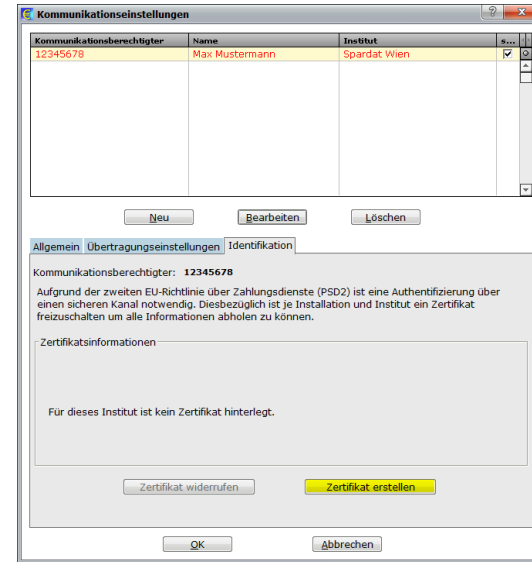 Kommunikationseinstellungen
Kommunikationsberechtigter Name Institut s...
12345678 Max Mustermann Spardat Wien
Neu Bearbeiten Löschen
Allgemein Übertragungseinstellungen Identifikation
Kommunikationsberechtigter: 12345678
Aufgrund der zweiten EU-Richtlinie über Zahlungsdienste (PSD2) ist eine Authentifizierung über
einen sicheren Kanal notwendig. Diesbezüglich ist je Installation und Institut ein Zertifikat
freizuschalten um alle Informationen abholen zu können.
Zertifikatsinformationen
Für dieses Institut ist kein Zertifikat hinterlegt.
Zertifikat widerrufen Zertifikat erstellen
OK Abbrechen